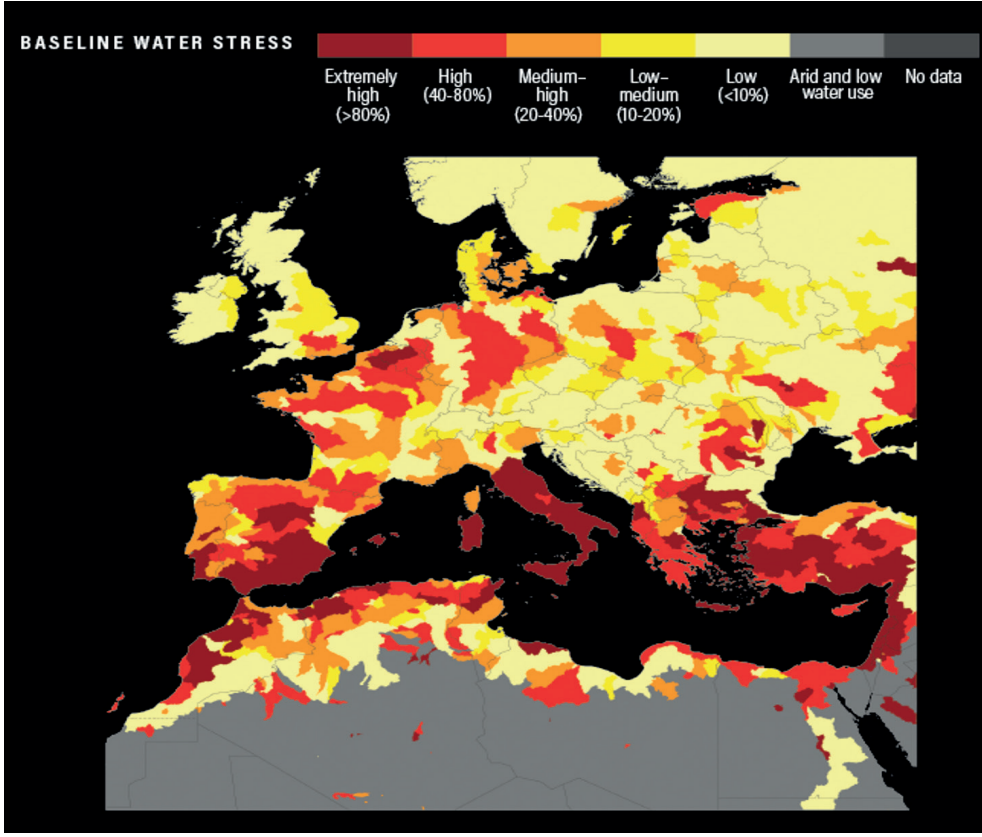 BASELINE WATER STRESS
Extremely
high
(>80%)
High
(40-80%)
Medium–
high
(20-40%)
Low–
medium
(10-20%)
Low
(<10%)
Arid and low
water use
No data